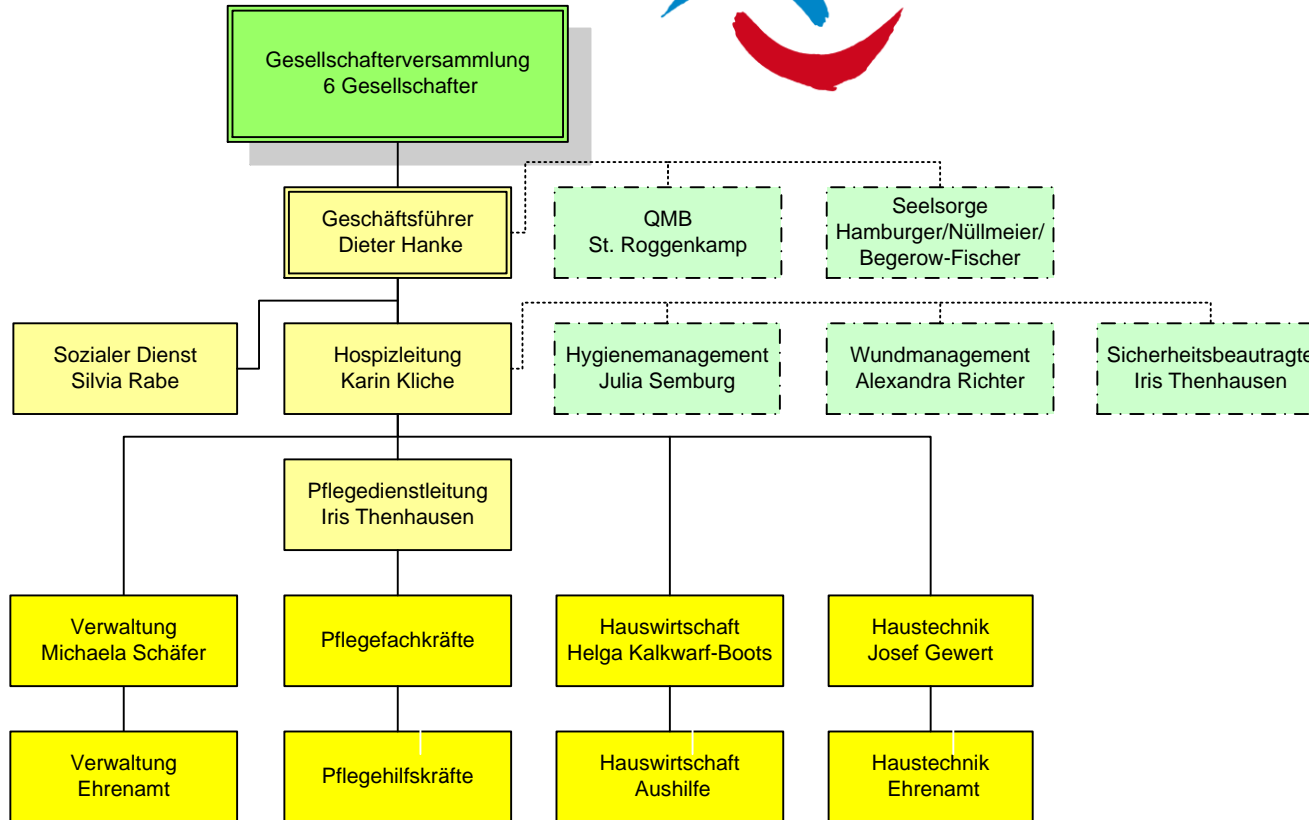 Gesellschafterversammlung
6 Gesellschafter
Geschäftsführer
Dieter Hanke
QMB
St. Roggenkamp
Seelsorge
Hamburger/Nüllmeier/
Begerow-Fischer
Sozialer Dienst
Silvia Rabe
Hospizleitung
Karin Kliche
Hygienemanagement
Julia Semburg
Wundmanagement
Alexandra Richter
Sicherheitsbeautragte
Iris Thenhausen
Pflegedienstleitung
Iris Thenhausen
Verwaltung
Michaela Schäfer
Pflegefachkräfte
Hauswirtschaft
Helga Kalkwarf-Boots
Haustechnik
Josef Gewert
Verwaltung
Ehrenamt
Pflegehilfskräfte
Hauswirtschaft
Aushilfe
Haustechnik
Ehrenamt